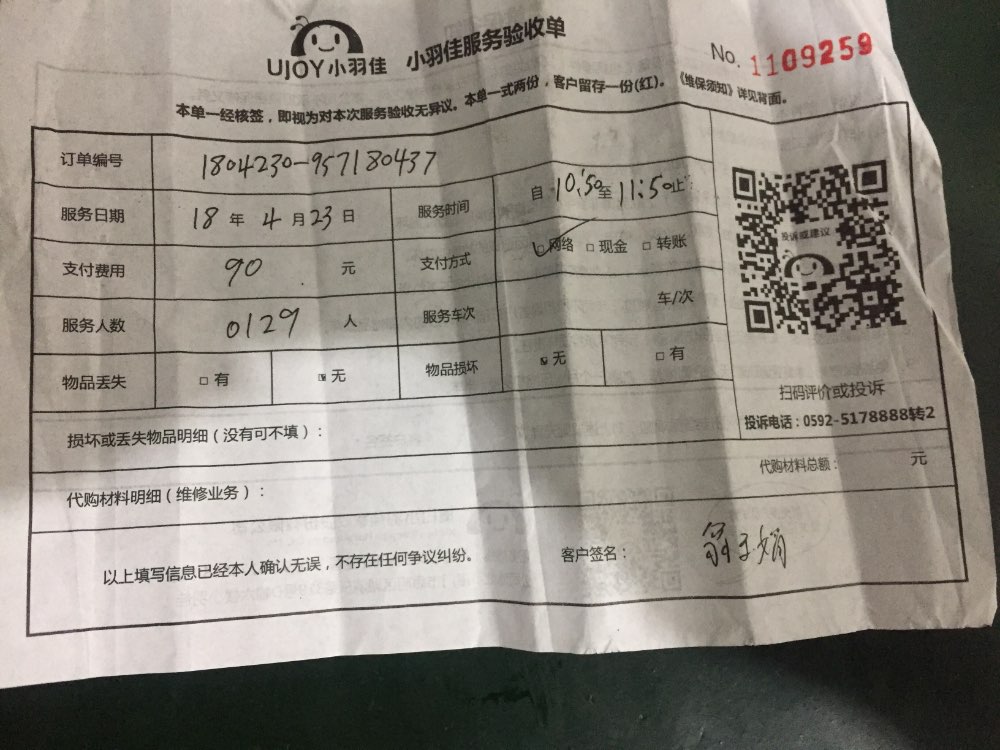 UJOY小羽佳 小羽佳服务验收单
No. 1109259
本单一经核签，即视为对本次服务验收无异议。本单一式两份，客户留存一份(红)。《维保须知》详见背面。
订单编号 1804230-957180437
服务日期 18 年 4 月 23 日 服务时间 自 10:50 至 11:50 止
支付费用 90 元 支付方式 ☑网络 □现金 □转账
服务人数 0129 人 服务车次 车/次
物品丢失 □有 ☑无 物品损坏 ☑无 □有
投诉或建议
扫码评价或投诉
投诉电话：0592-5178888转2
损坏或丢失物品明细（没有可不填）：
代购材料明细（维修业务）： 代购材料总额： 元
以上填写信息已经本人确认无误，不存在任何争议纠纷。 客户签名：